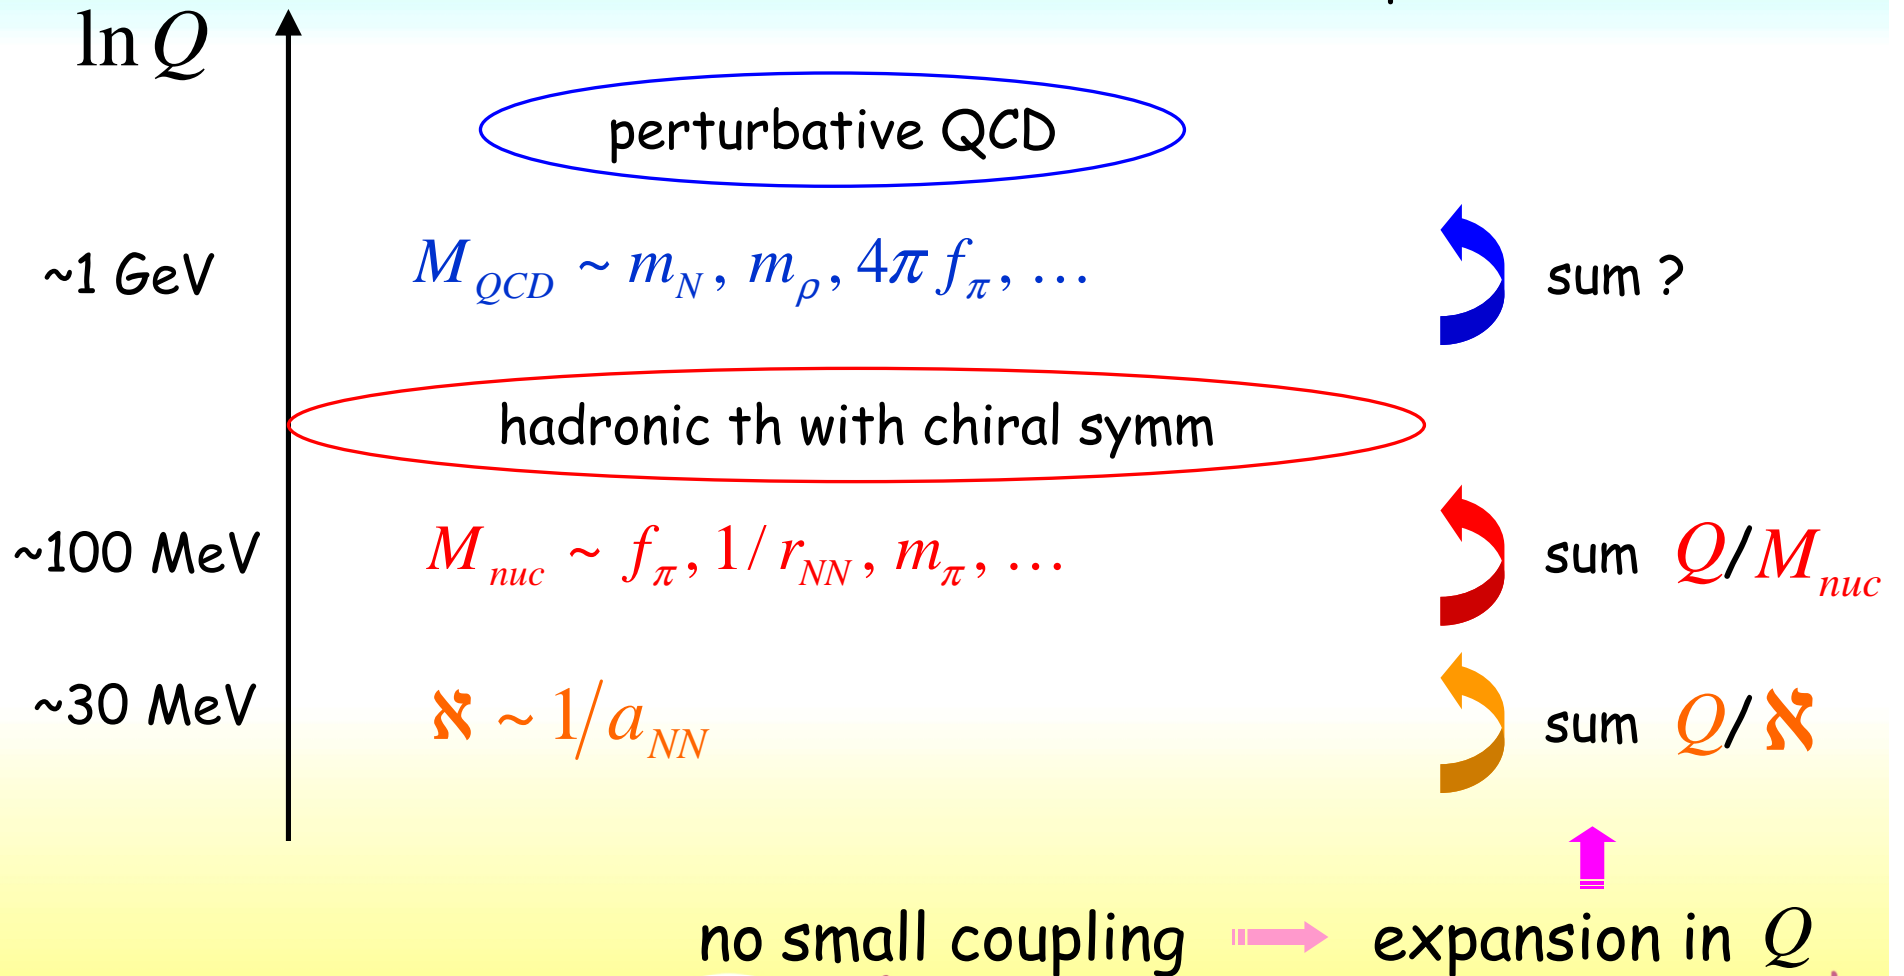 ln Q
perturbative QCD
~1 GeV
M_QCD ~ m_N, m_ρ, 4π f_π, …
sum ?
hadronic th with chiral symm
~100 MeV
M_nuc ~ f_π, 1/r_NN, m_π, …
sum Q/M_nuc
~30 MeV
ℵ ~ 1/a_NN
sum Q/ℵ
no small coupling
expansion in Q